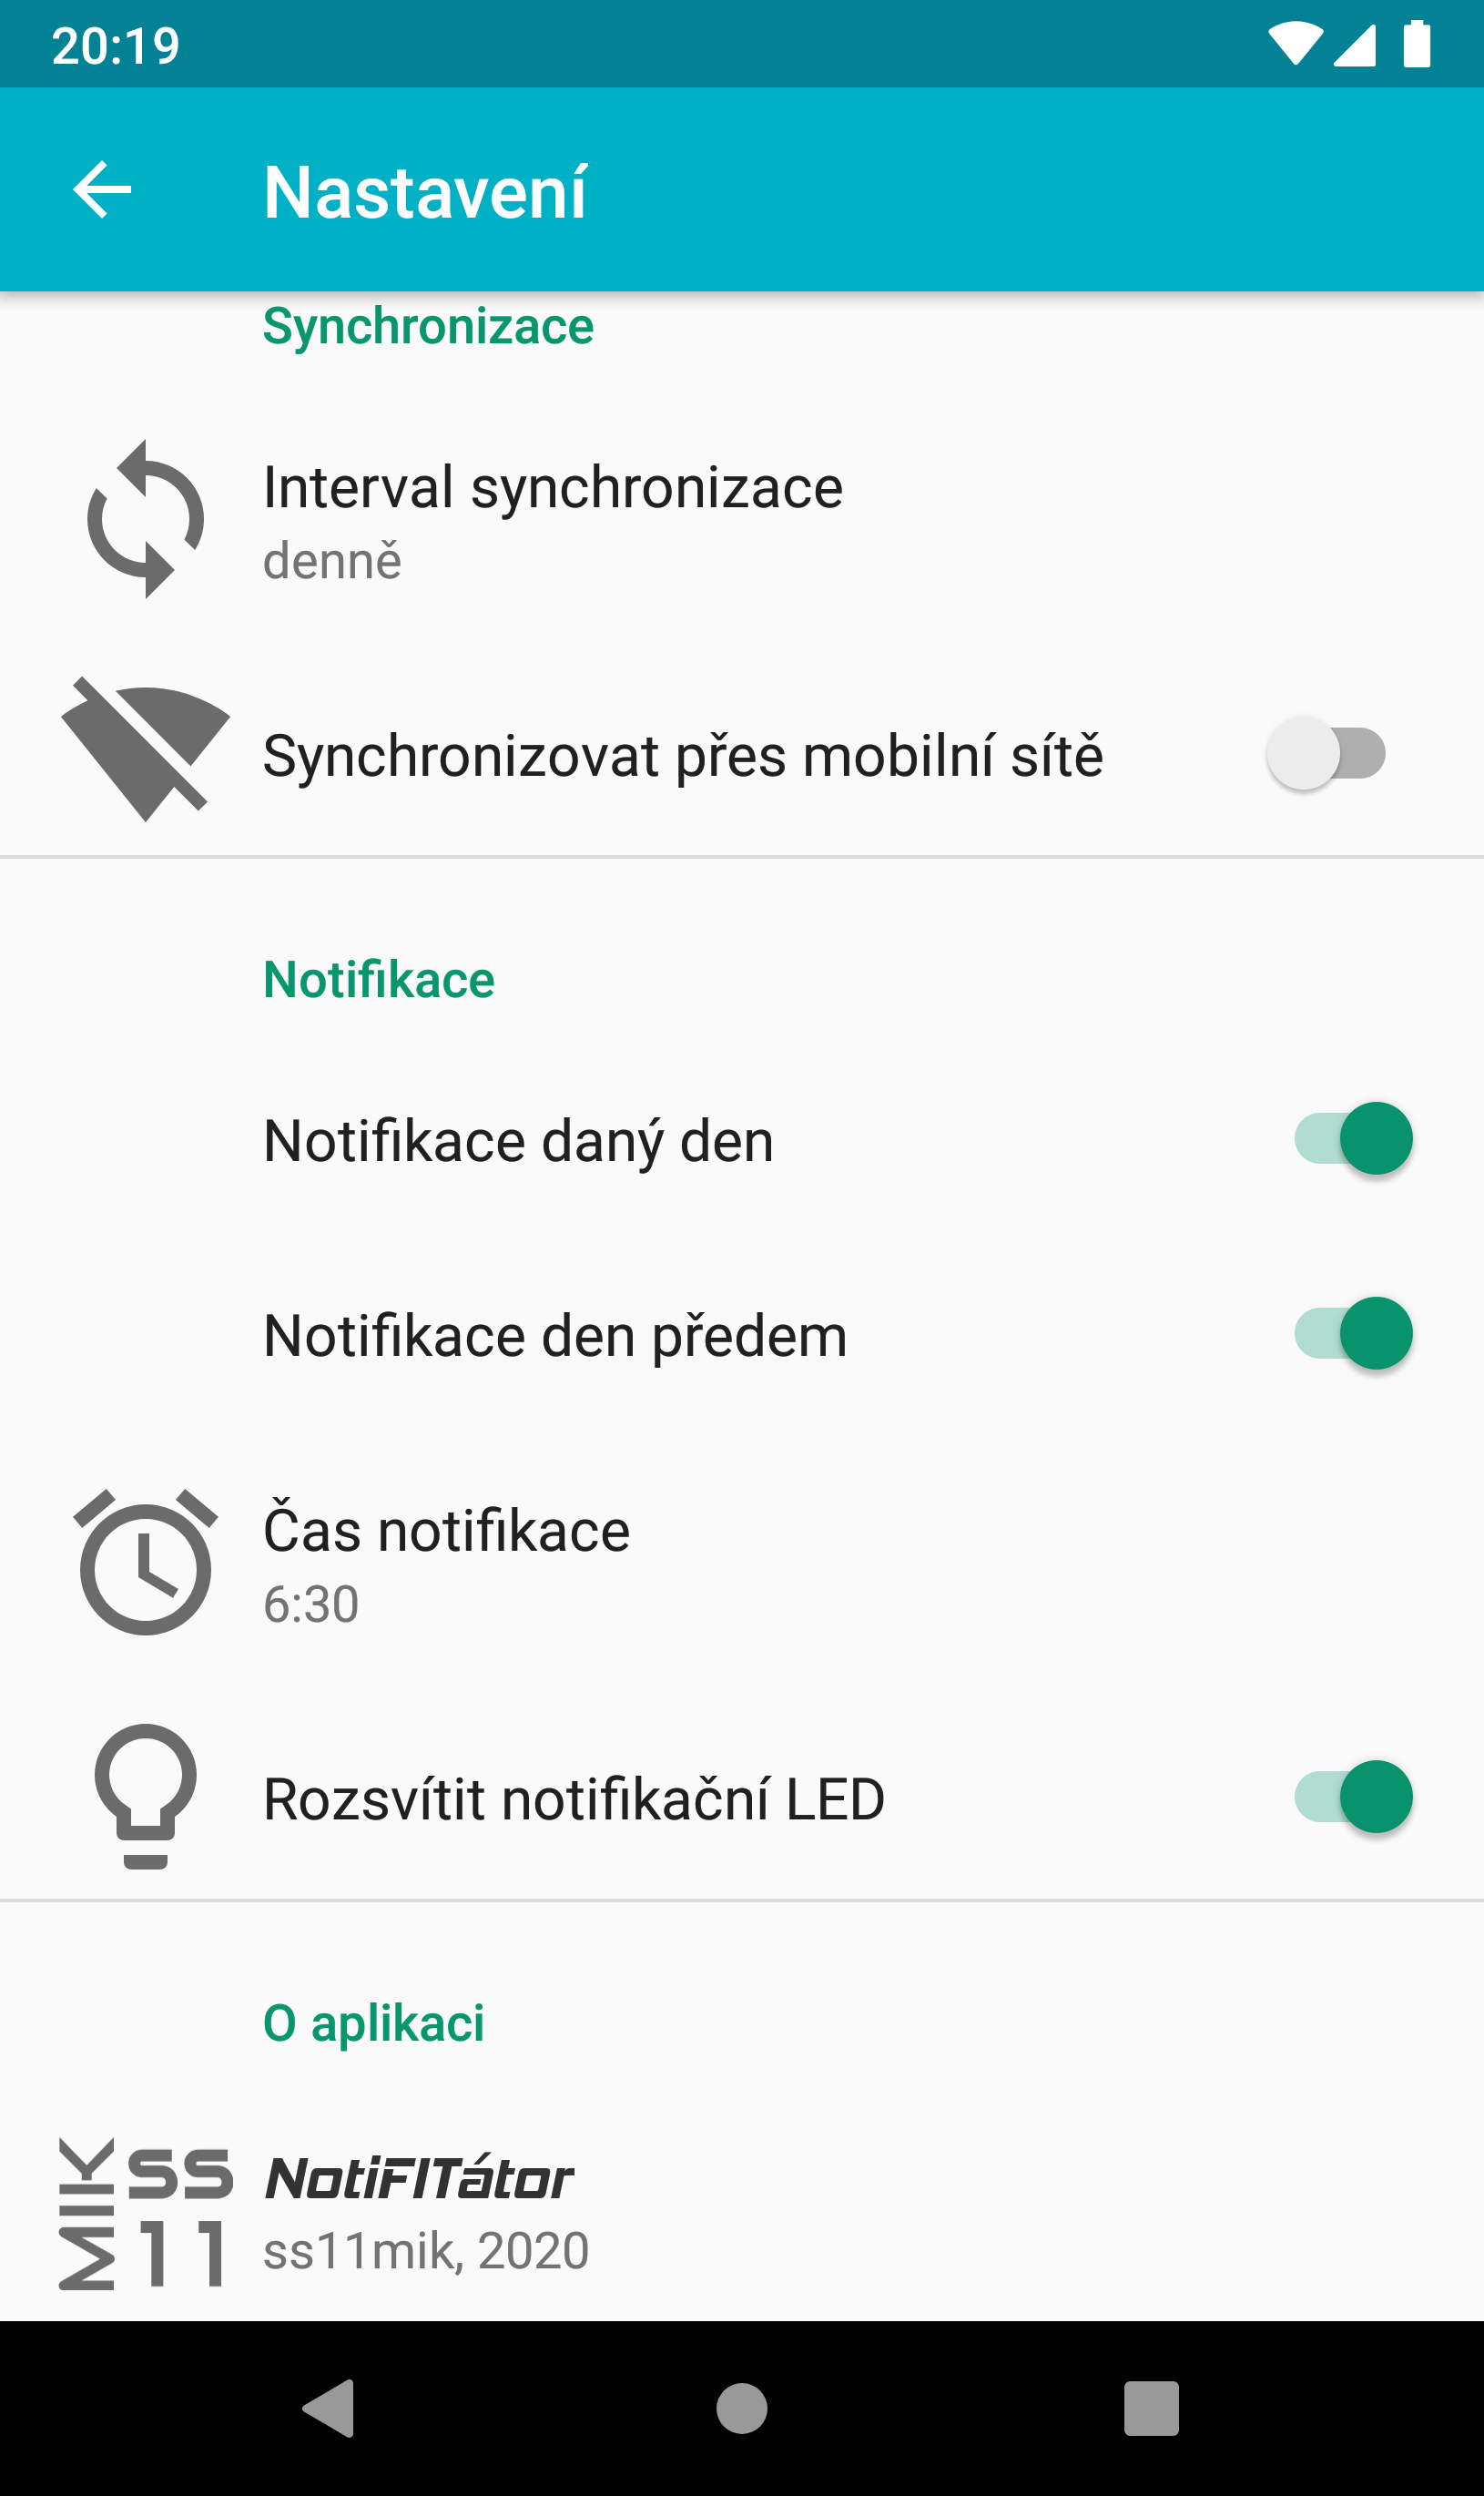 20:19
Nastavení
Synchronizace
Interval synchronizace
denně
Synchronizovat přes mobilní sítě
Notifikace
Notifikace daný den
Notifikace den předem
Čas notifikace
6:30
Rozsvítit notifikační LED
O aplikaci
MIK ss
11
NotiFITátor
ss11mik, 2020